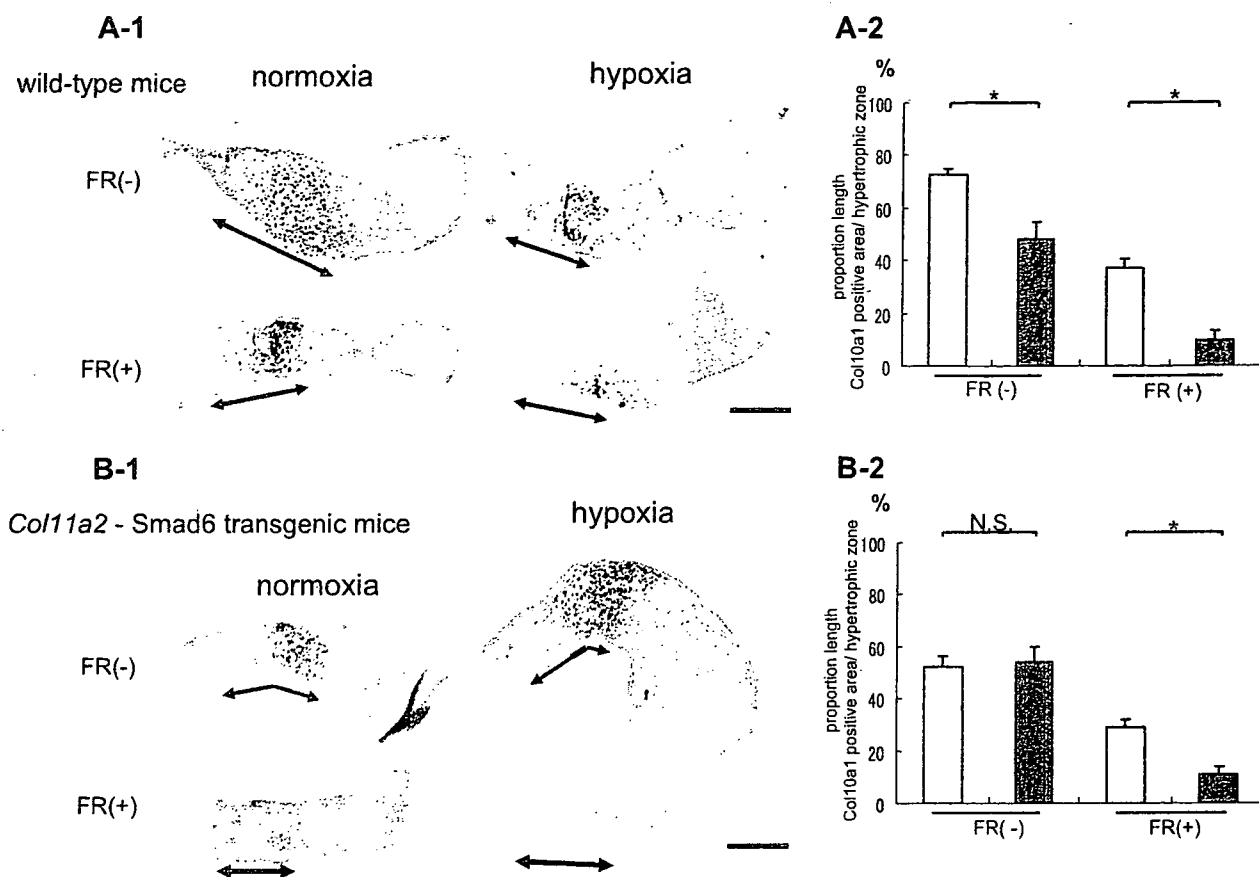 A-1
wild-type mice
normoxia
hypoxia
FR(-)
FR(+)
A-2
%
proportion length
Col10a1 positive area/ hypertrophic zone
100
80
60
40
20
0
*
*
FR (-)
FR (+)
B-1
Col11a2 - Smad6 transgenic mice
normoxia
hypoxia
FR(-)
FR(+)
B-2
%
proportion length
Col10a1 positive area/ hypertrophic zone
100
80
60
40
20
0
N.S.
*
FR( -)
FR(+)